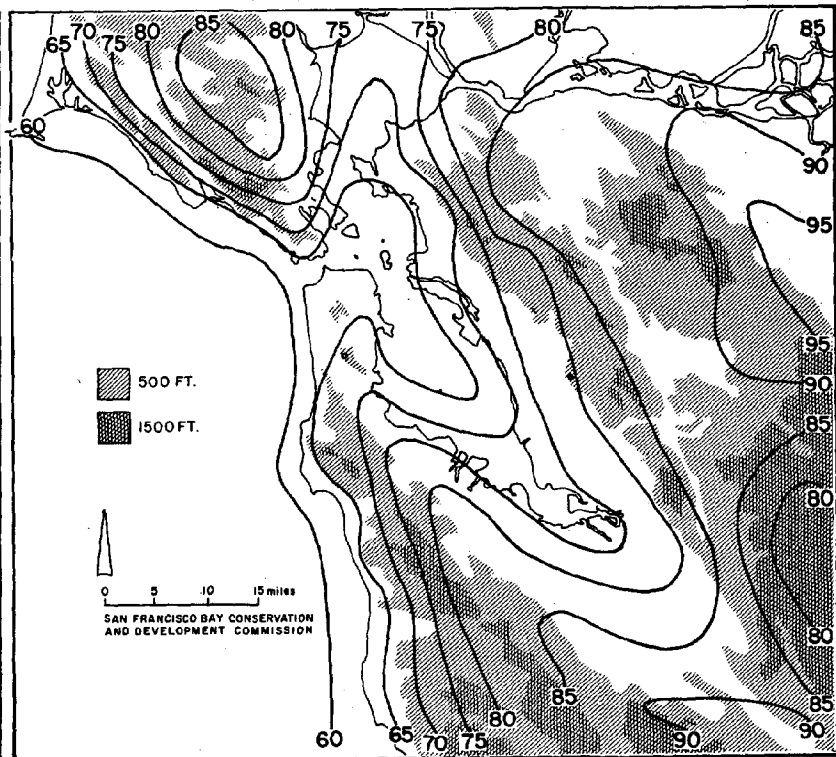 65 70 75 80 85 80 75 75 80 85
60
90
95
500 FT.
1500 FT.
95
90
85
80
0 5 10 15 miles
SAN FRANCISCO BAY CONSERVATION
AND DEVELOPMENT COMMISSION
80
85
85
80
60 65 70 75 90 90